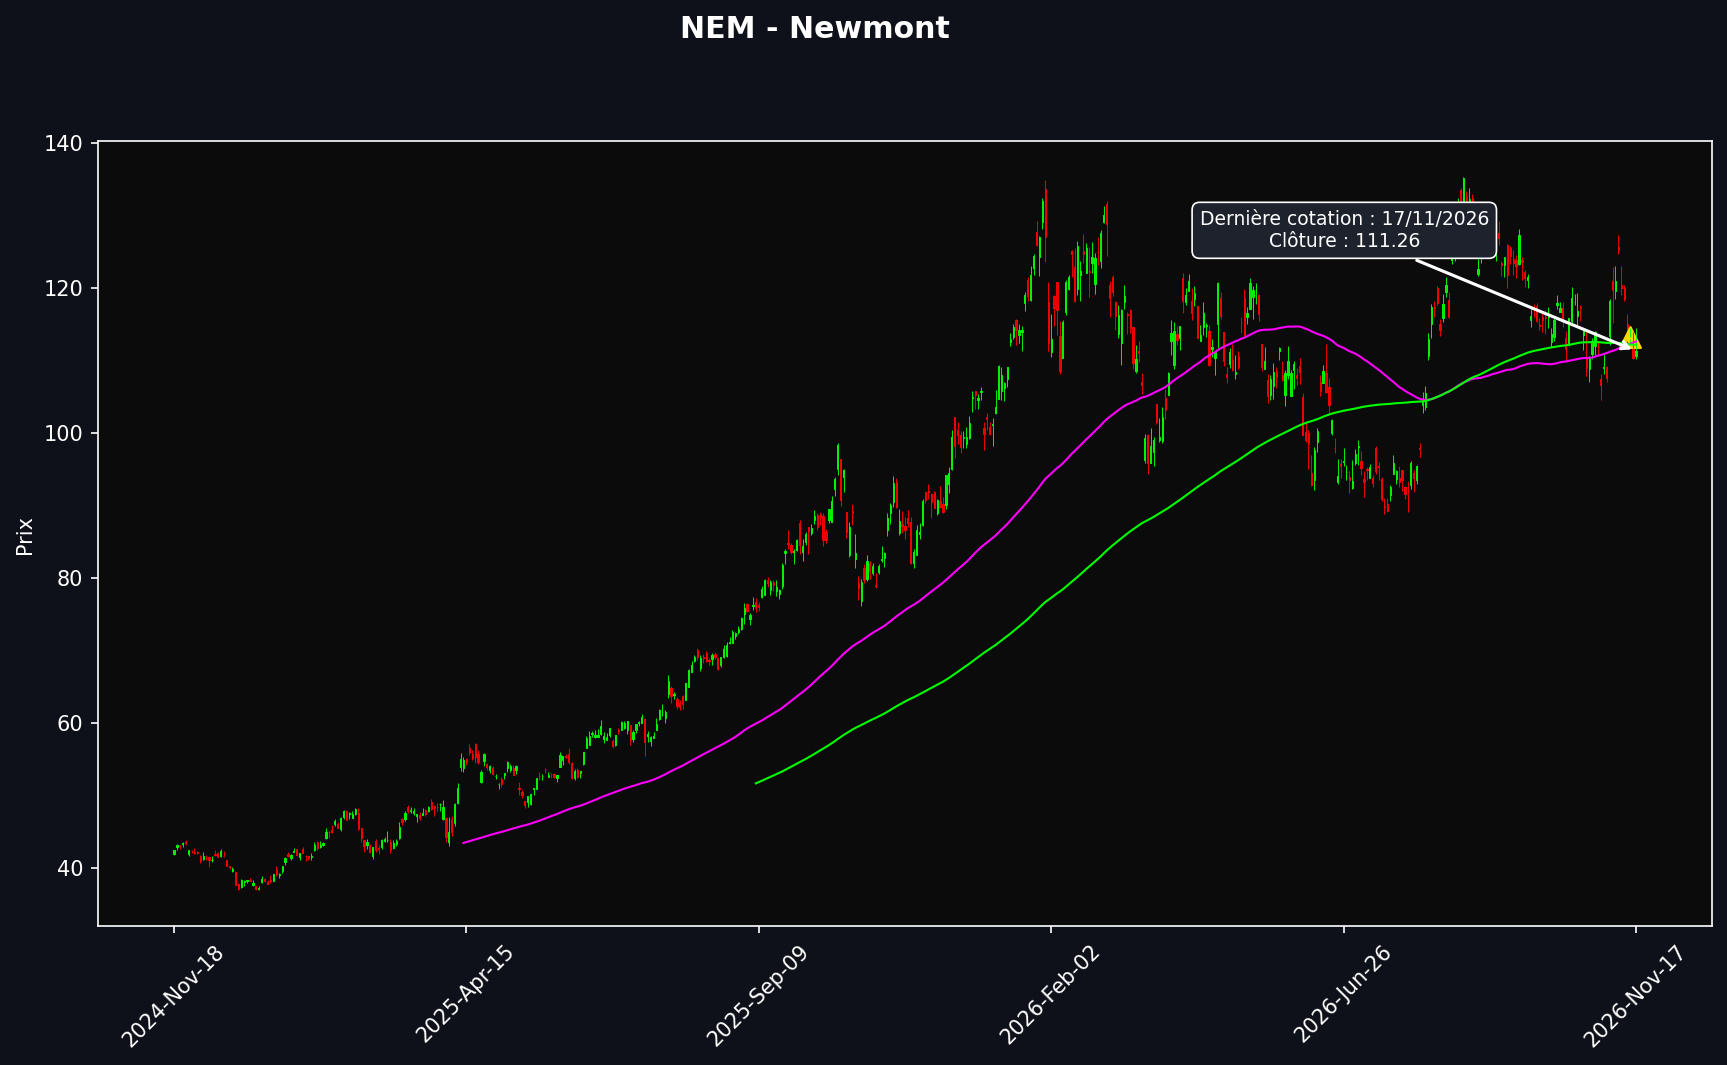 NEM - Newmont
140
120
100
80
60
40
Prix
Dernière cotation : 17/11/2026
Clôture : 111.26
2024-Nov-18
2025-Apr-15
2025-Sep-09
2026-Feb-02
2026-Jun-26
2026-Nov-17